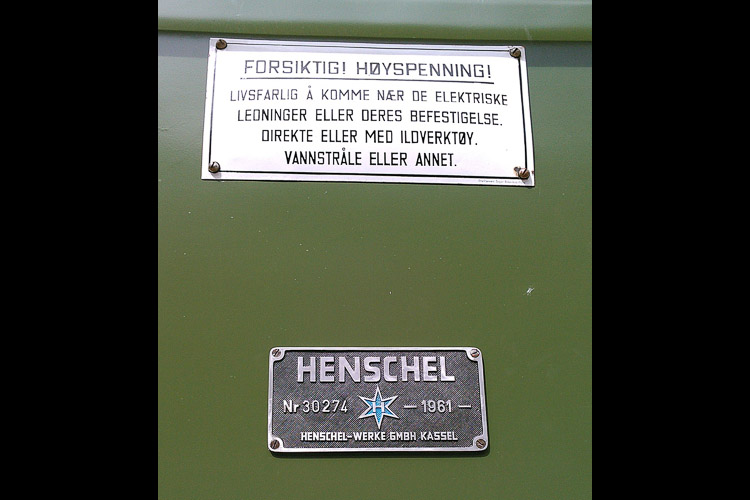 FORSIKTIG! HØYSPENNING!
LIVSFARLIG Å KOMME NÆR DE ELEKTRISKE
LEDNINGER ELLER DERES BEFESTIGELSE.
DIREKTE ELLER MED ILDVERKTØY,
VANNSTRÅLE ELLER ANNET.
HENSCHEL
Nr 30274 H — 1961 —
HENSCHEL-WERKE GMBH KASSEL